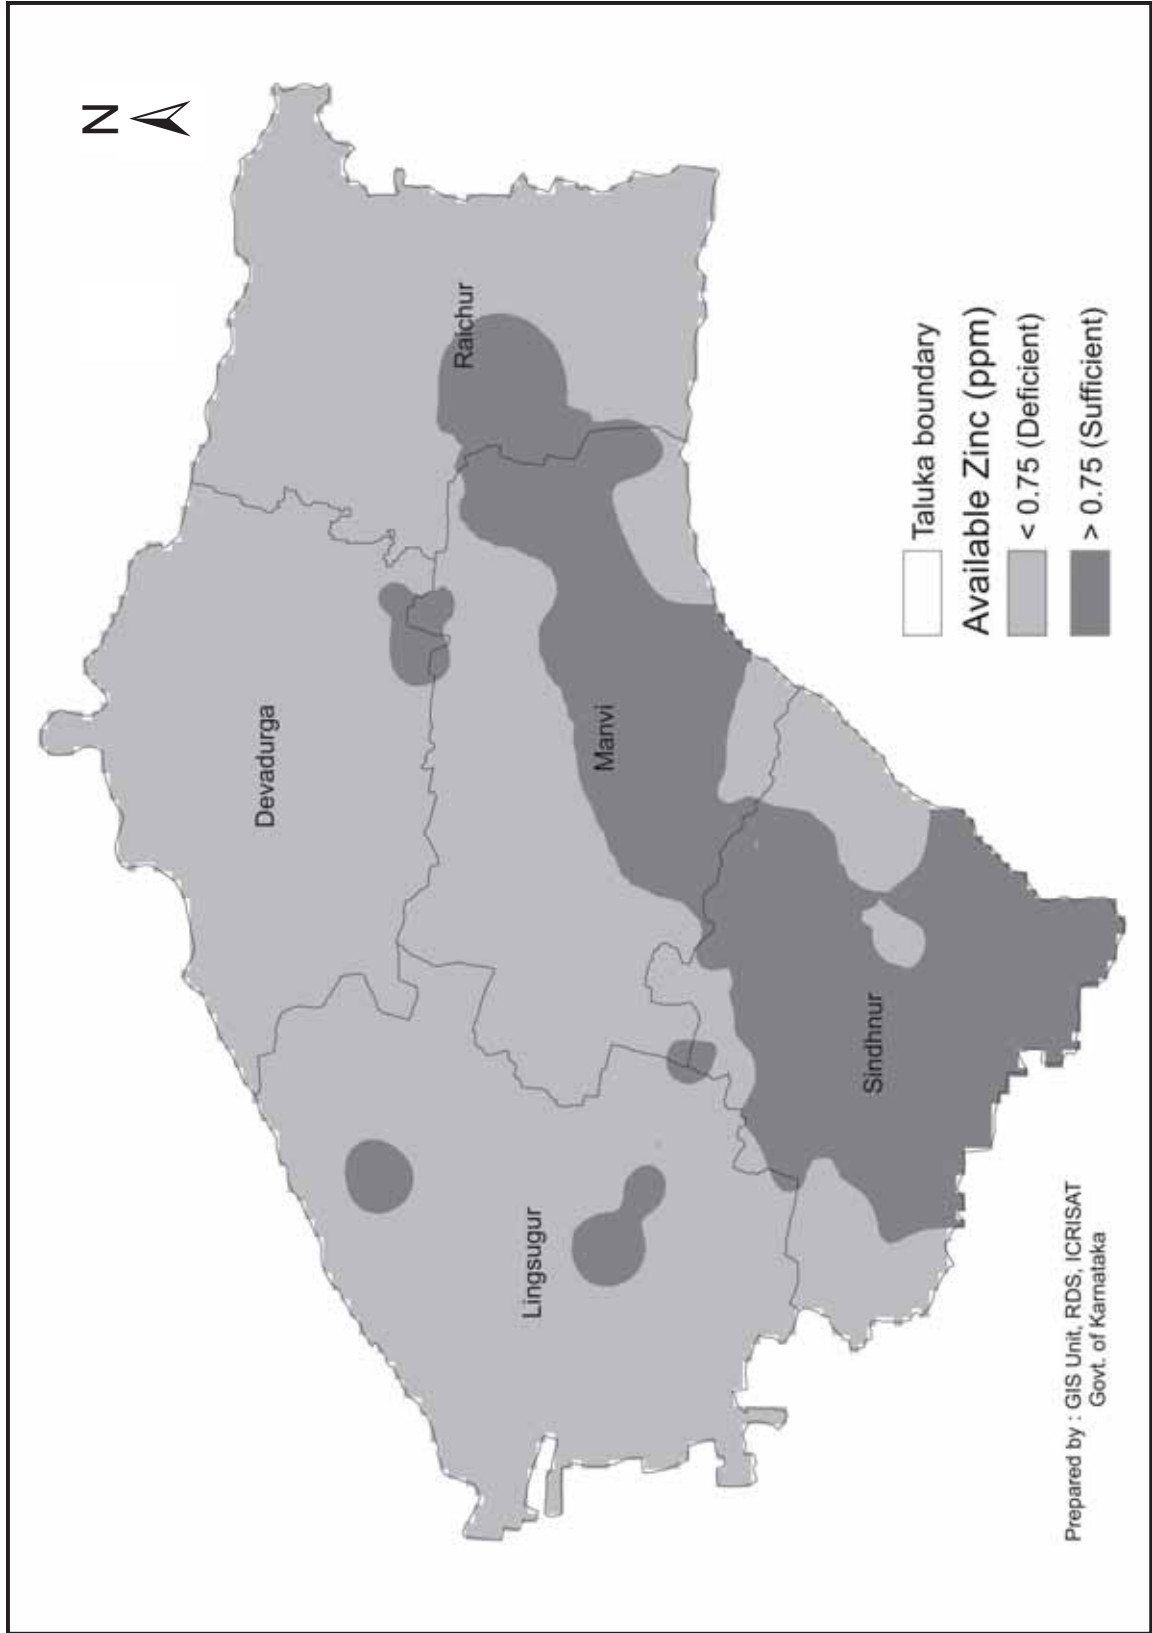 N
Raichur
Devadurga
Manvi
Lingsugur
Sindhnur
Taluka boundary
Available Zinc (ppm)
< 0.75 (Deficient)
> 0.75 (Sufficient)
Prepared by : GIS Unit, RDS, ICRISAT
Govt. of Karnataka